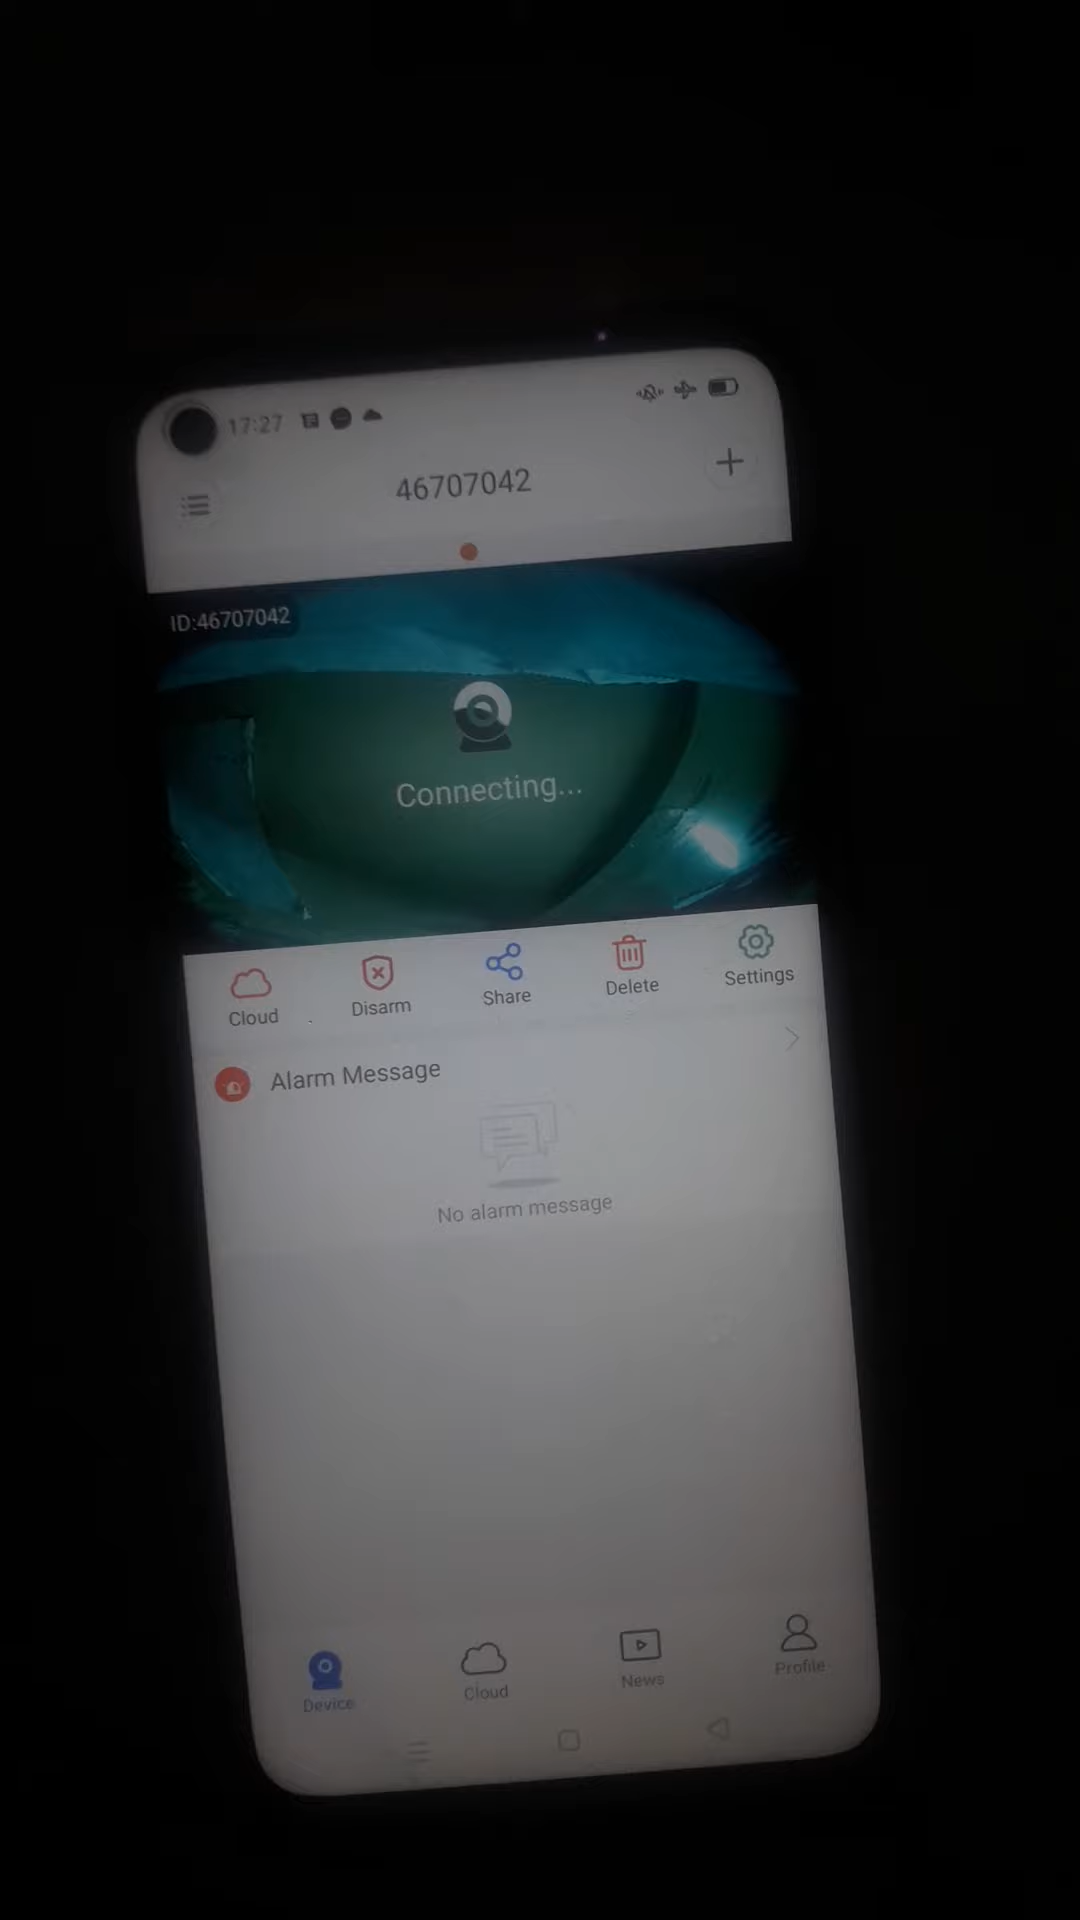 17:27
46707042
ID:46707042
Connecting...
Cloud
Disarm
Share
Delete
Settings
Alarm Message
No alarm message
Device
Cloud
News
Profile